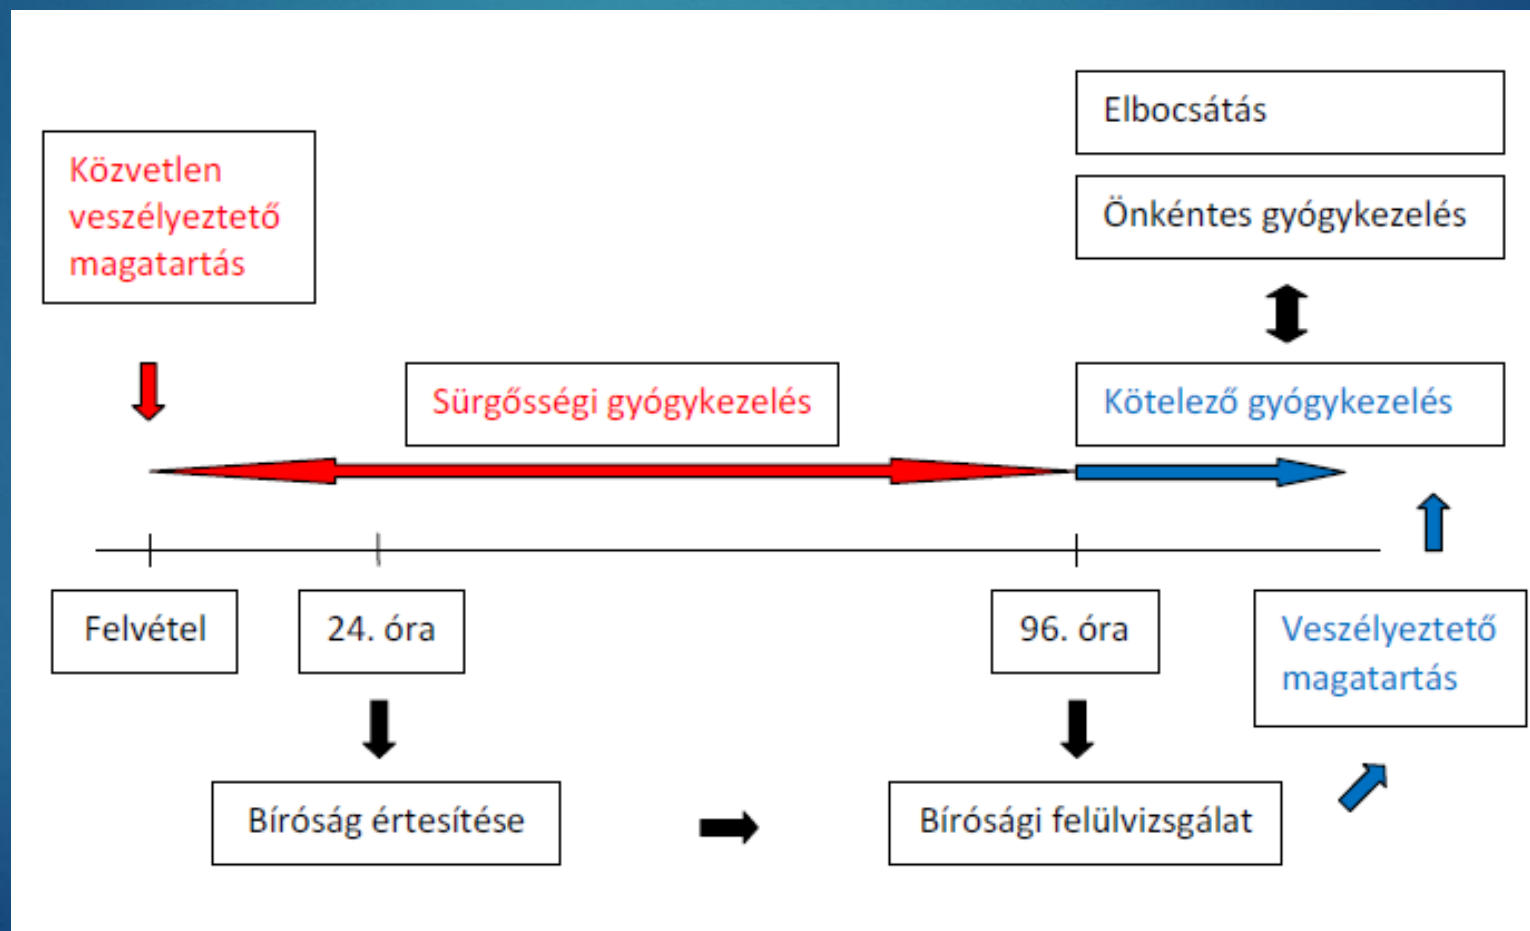 Elbocsátás
Közvetlen
veszélyeztető
magatartás
Önkéntes gyógykezelés
Sürgősségi gyógykezelés
Kötelező gyógykezelés
Felvétel
24. óra
96. óra
Veszélyeztető
magatartás
Bíróság értesítése
Bírósági felülvizsgálat